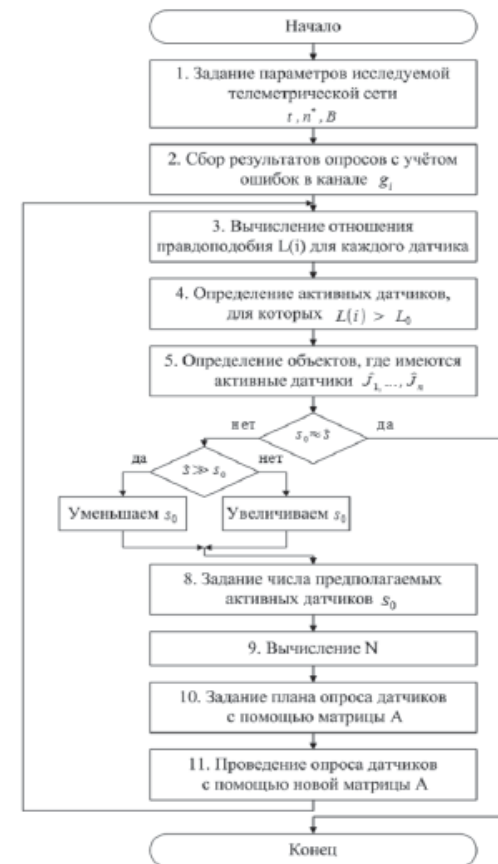 Начало
1. Задание параметров исследуемой
телеметрической сети
t, n*, B
2. Сбор результатов опросов с учётом
ошибок в канале g_i
3. Вычисление отношения
правдоподобия L(i) для каждого датчика
4. Определение активных датчиков,
для которых L(i) > L_0
5. Определение объектов, где имеются
активные датчики Ĵ_1, ..., Ĵ_n
нет
s_0 ≈ ŝ
да
да
ŝ ≫ s_0
нет
Уменьшаем s_0
Увеличиваем s_0
8. Задание числа предполагаемых
активных датчиков s_0
9. Вычисление N
10. Задание плана опроса датчиков
с помощью матрицы А
11. Проведение опроса датчиков
с помощью новой матрицы А
Конец